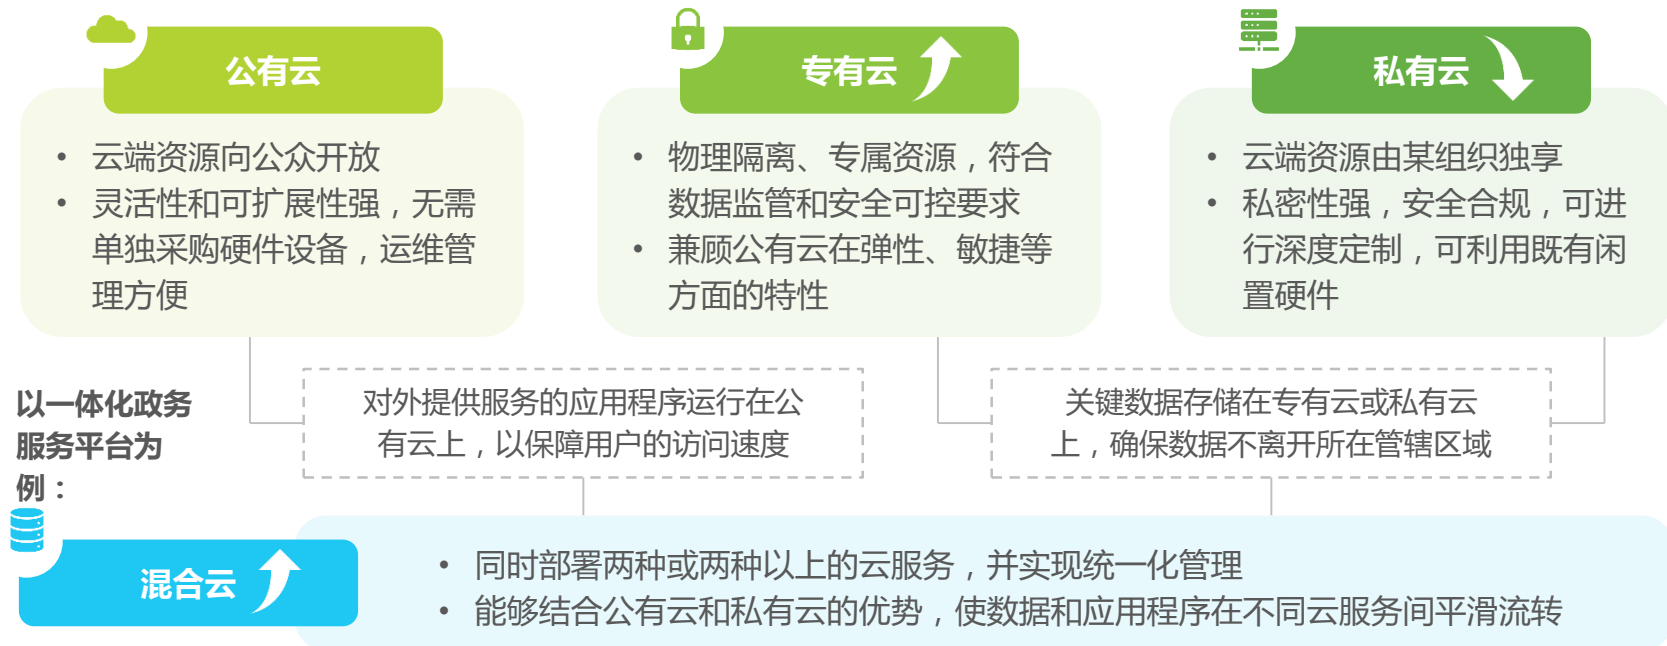 公有云
• 云端资源向公众开放
• 灵活性和可扩展性强，无需
单独采购硬件设备，运维管
理方便
专有云
• 物理隔离、专属资源，符合
数据监管和安全可控要求
• 兼顾公有云在弹性、敏捷等
方面的特性
私有云
• 云端资源由某组织独享
• 私密性强，安全合规，可进
行深度定制，可利用既有闲
置硬件
以一体化政务
服务平台为
例：
对外提供服务的应用程序运行在公
有云上，以保障用户的访问速度
关键数据存储在专有云或私有云
上，确保数据不离开所在管辖区域
混合云
• 同时部署两种或两种以上的云服务，并实现统一化管理
• 能够结合公有云和私有云的优势，使数据和应用程序在不同云服务间平滑流转